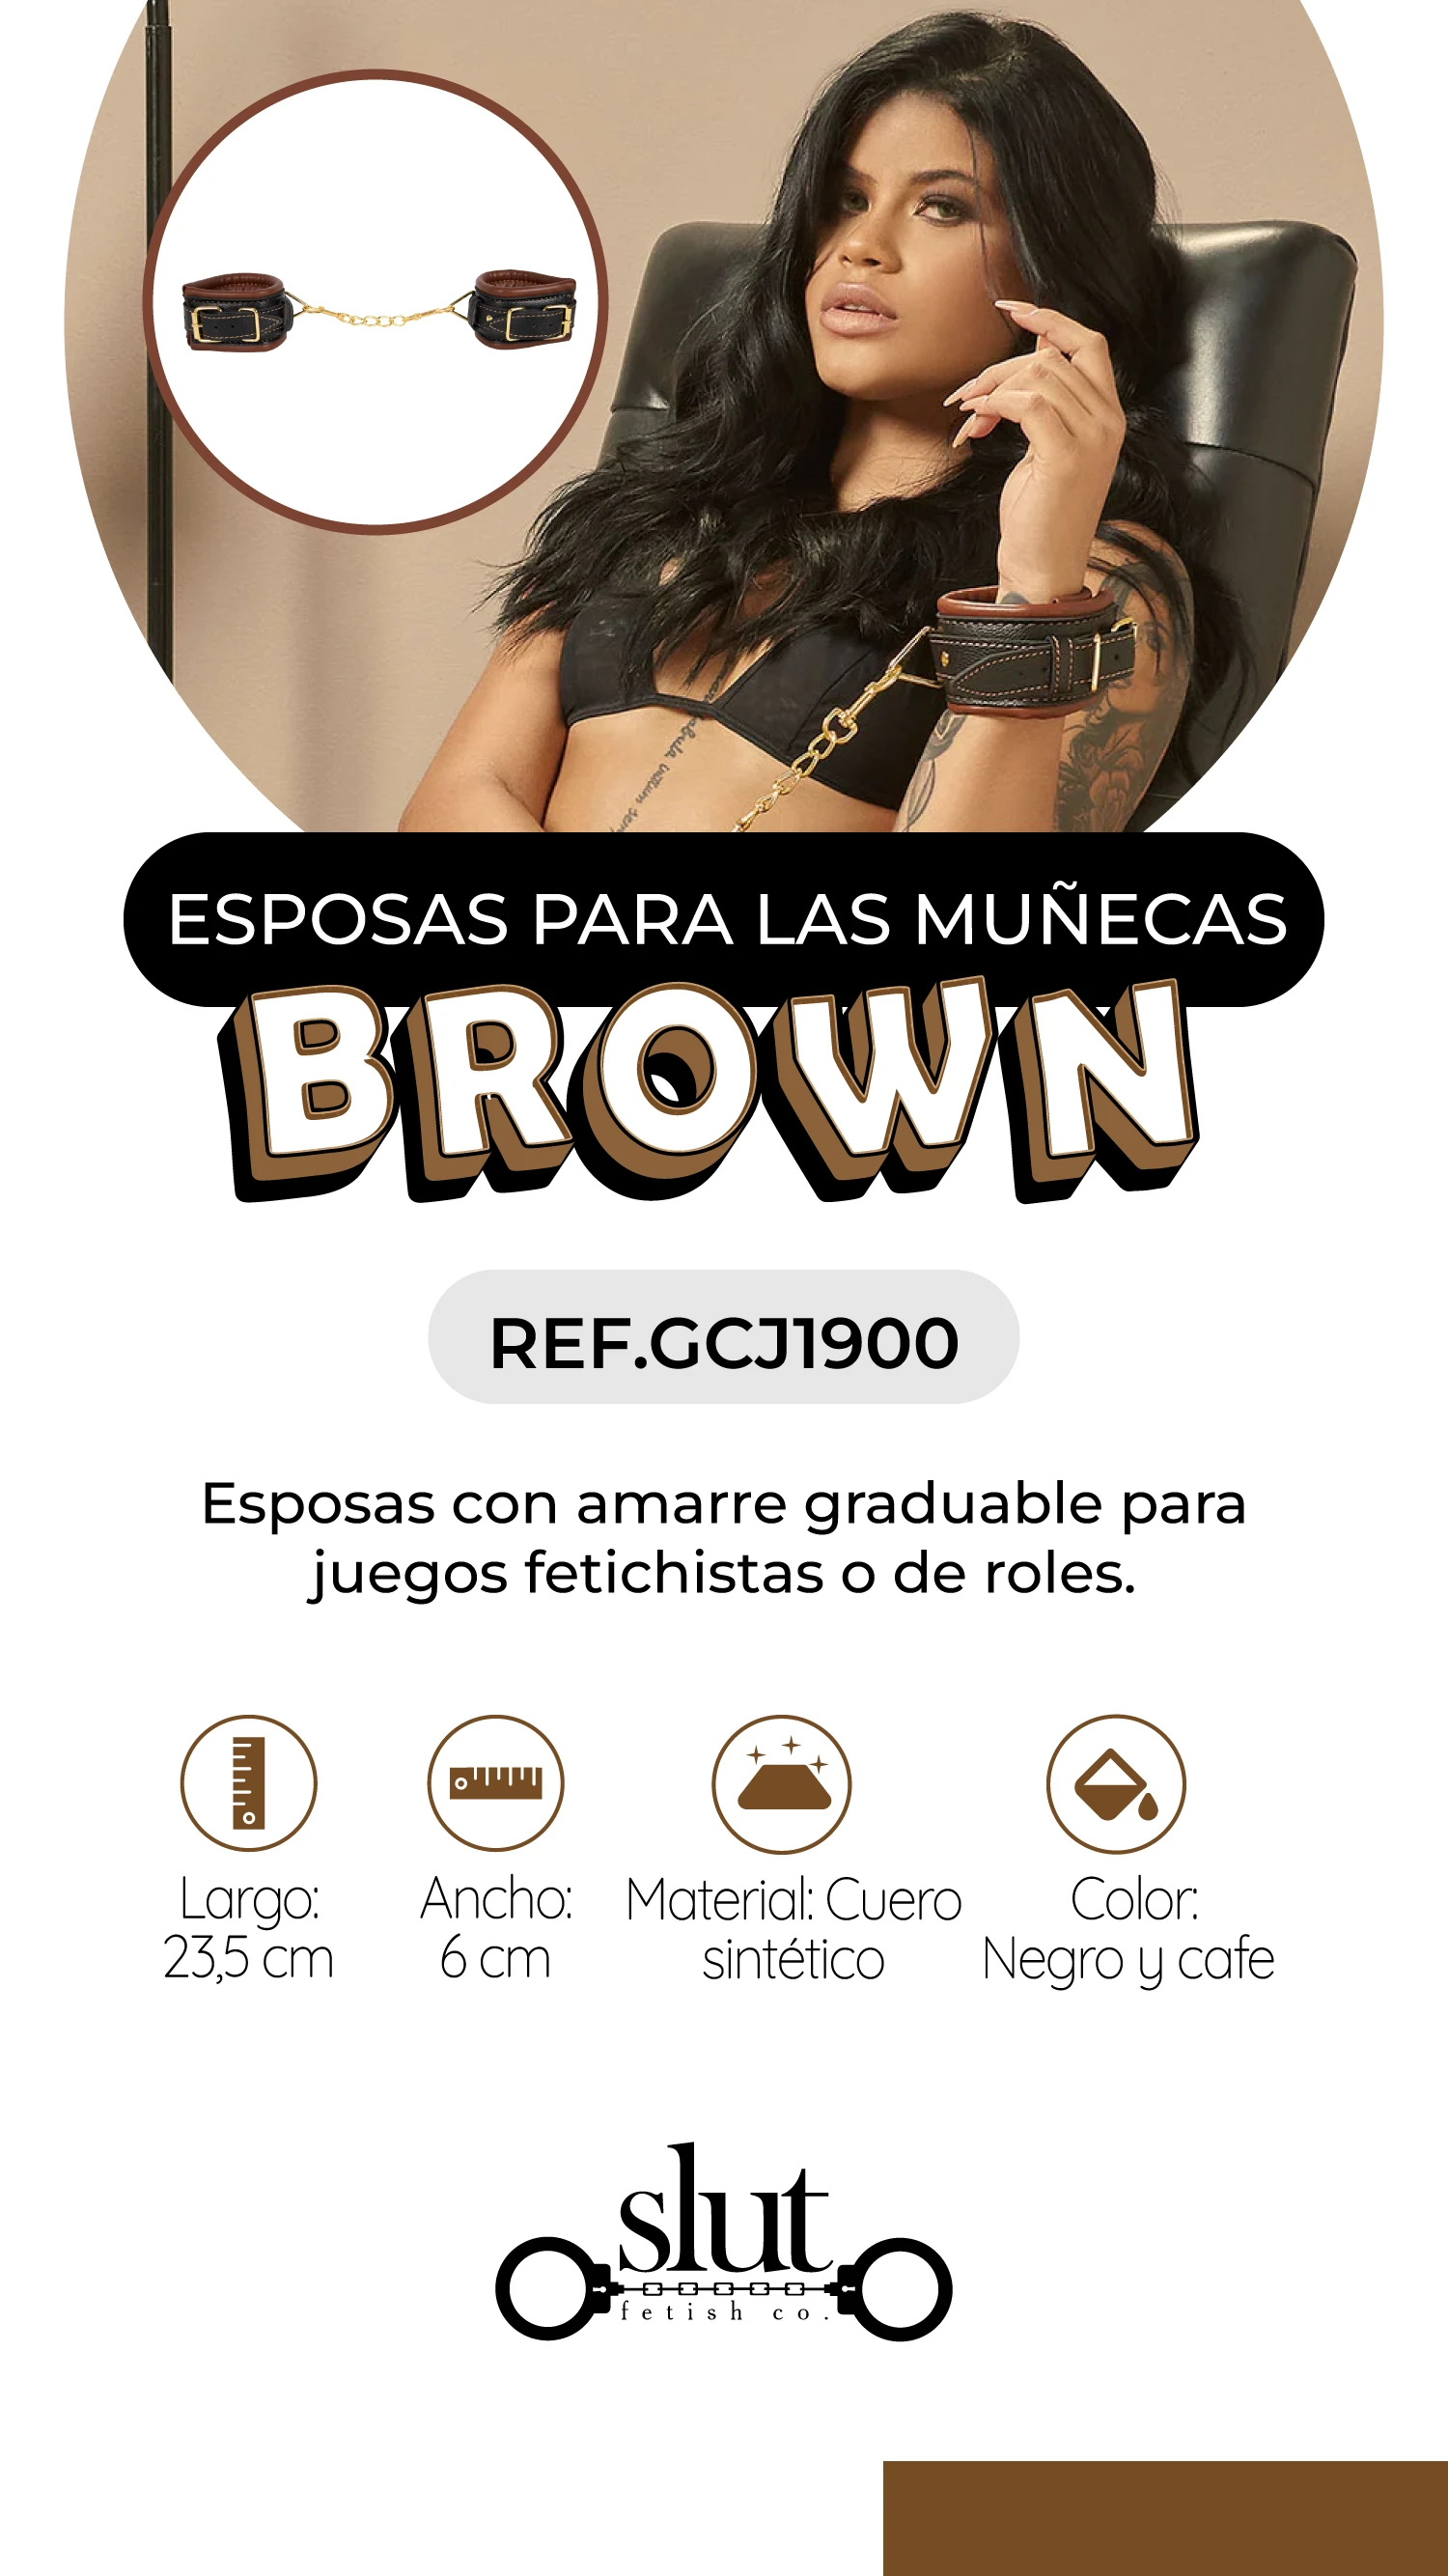 ESPOSAS PARA LAS MUÑECAS
BROWN
REF.GCJ1900
Esposas con amarre graduable para
juegos fetichistas o de roles.
Largo:
23,5 cm
Ancho:
6 cm
Material: Cuero
sintético
Color:
Negro y cafe
slut
fetish co.